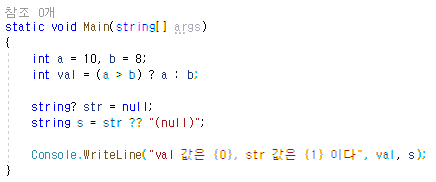 참조 0개
static void Main(string[] args)
{
    int a = 10, b = 8;
    int val = (a > b) ? a : b;

    string? str = null;
    string s = str ?? "(null)";

    Console.WriteLine("val 값은 {0}, str 값은 {1} 이다", val, s);
}